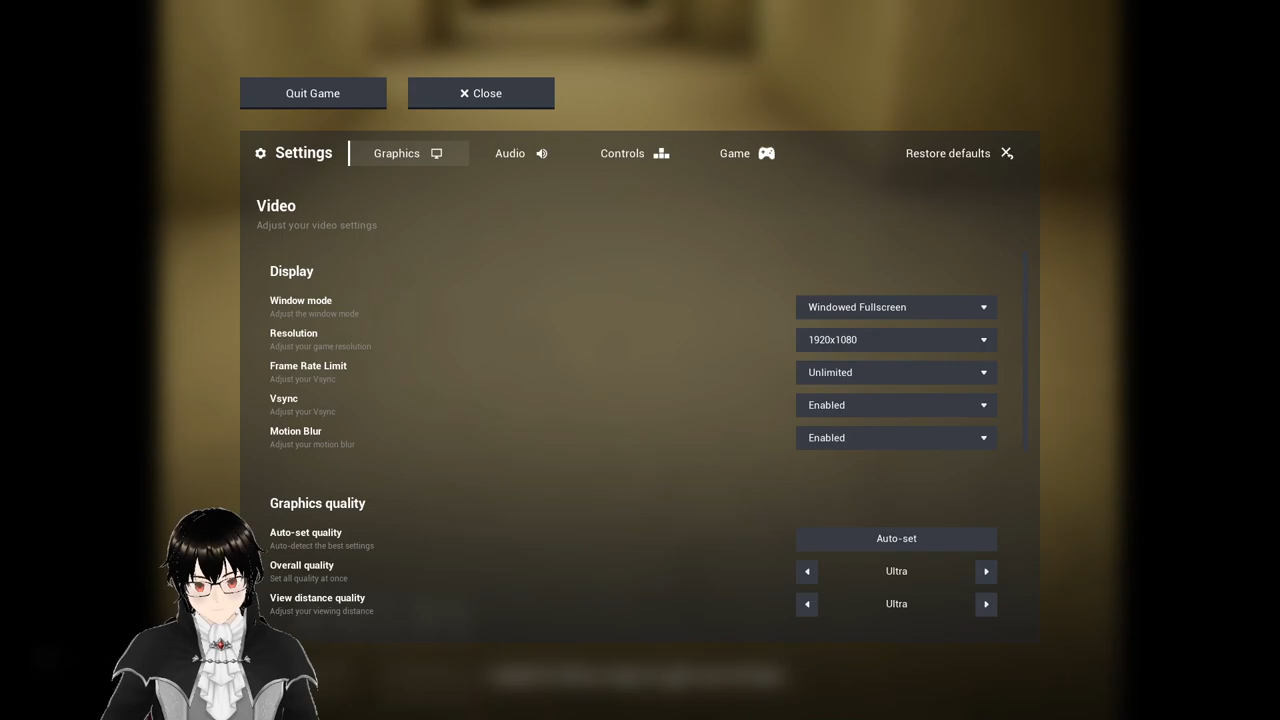 Quit Game
Close
Settings
Graphics
Audio
Controls
Game
Restore defaults
Video
Adjust your video settings
Display
Window mode
Windowed Fullscreen
Adjust the window mode
Resolution
1920x1080
Adjust your game resolution
Frame Rate Limit
Unlimited
Adjust your Vsync
Vsync
Enabled
Adjust your Vsync
Motion Blur
Enabled
Adjust your motion blur
Graphics quality
Auto-set quality
Auto-set
Auto-detect the best settings
Overall quality
Ultra
Set all quality at once
View distance quality
Ultra
Adjust your viewing distance